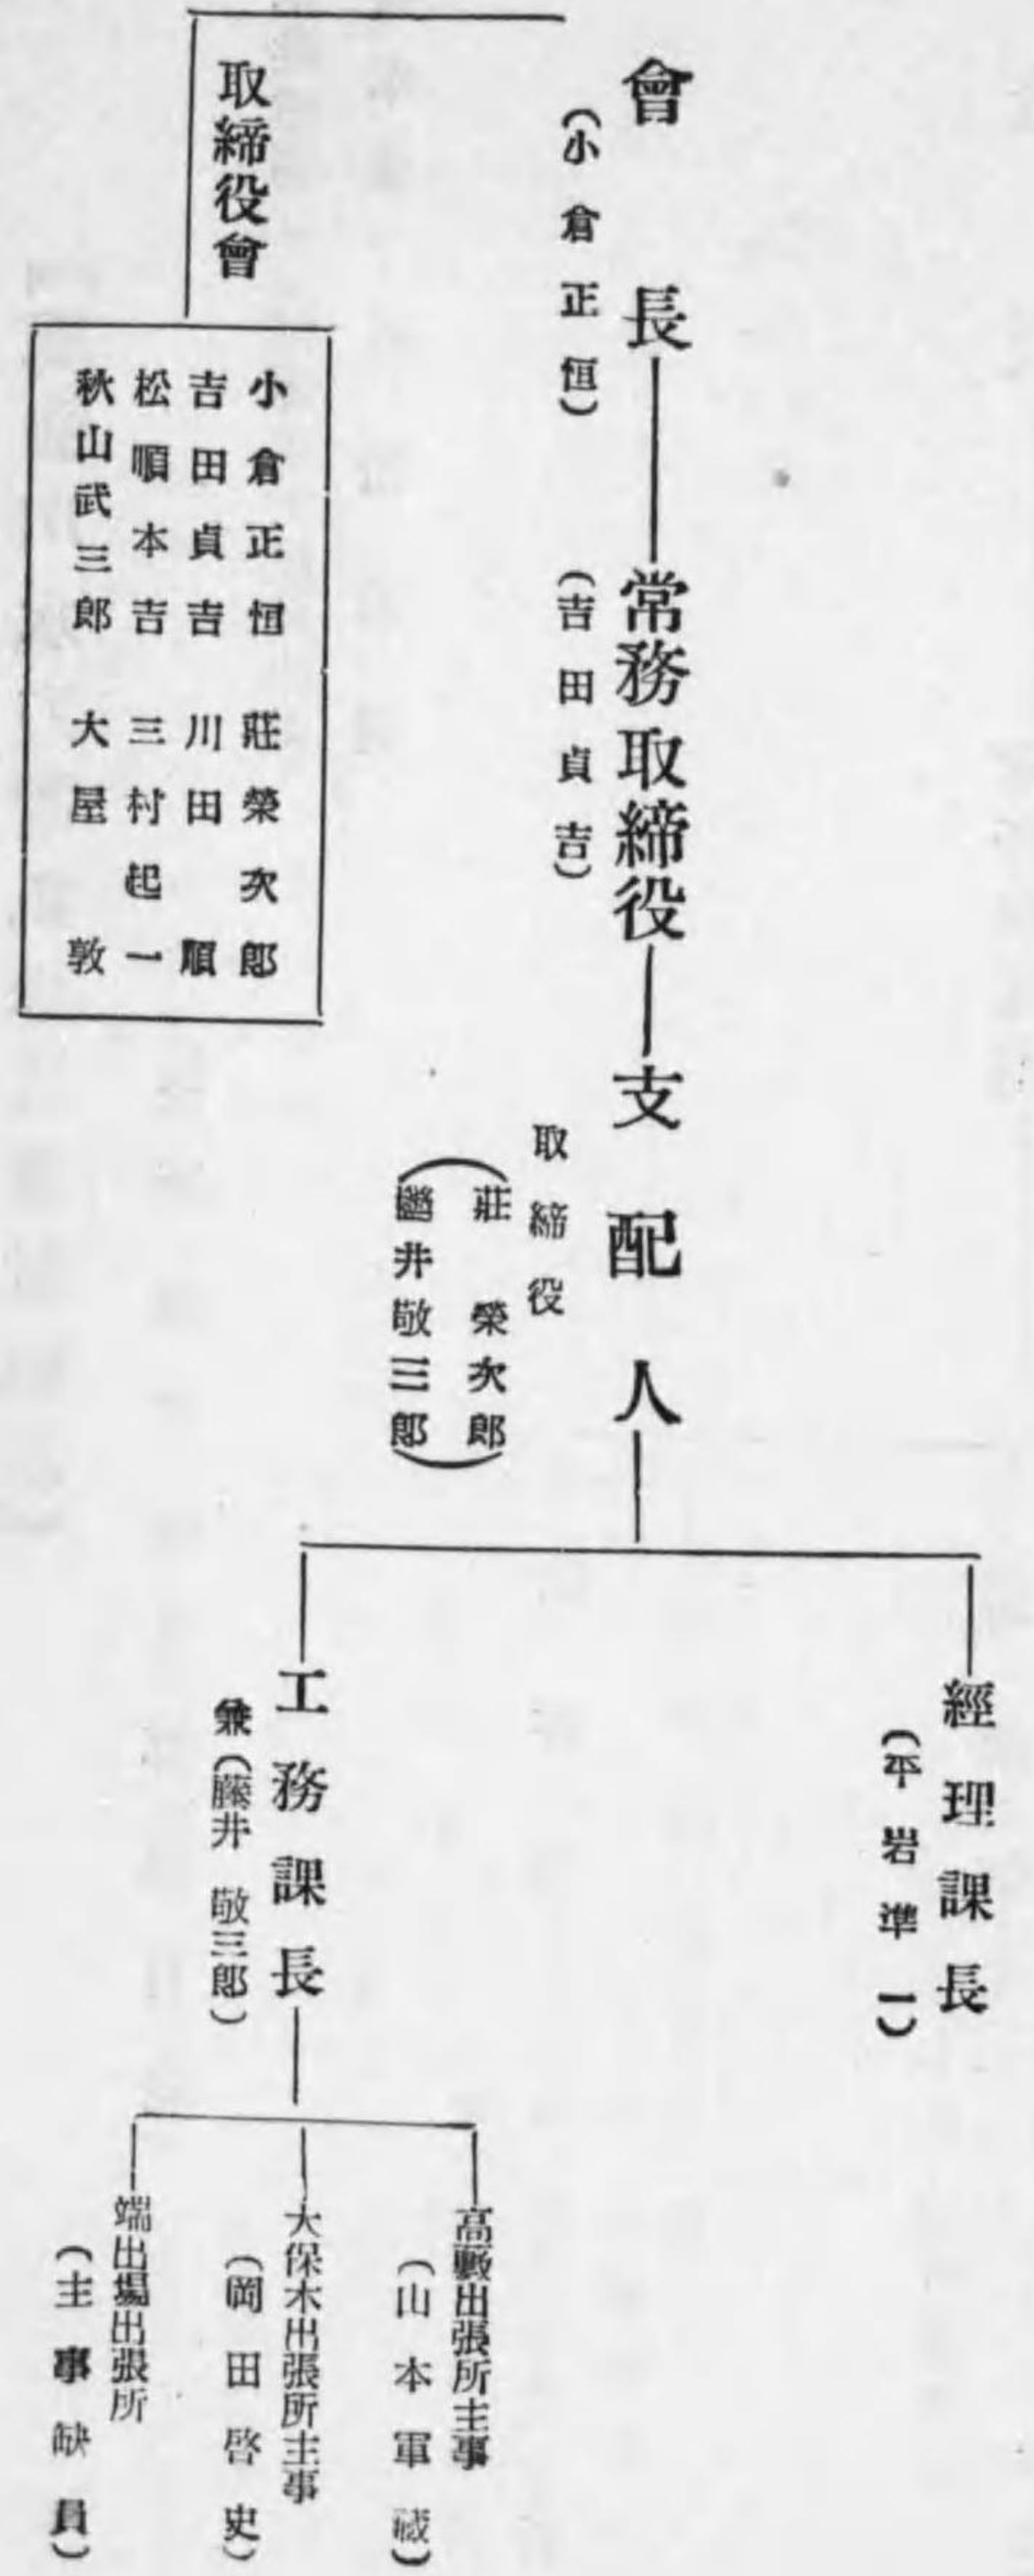 會長
(小倉正恒)
常務取締役
(吉田貞吉)
支配人
取締役
(莊榮次郎
井敬三郎)
經理課長
(平岩準一)
工務課長
兼(藤井敬三郎)
高藪出張所主事
(山本軍藏)
大保木出張所主事
(岡田啓史)
端出場出張所
(主事缺員)
取締役會
小倉正恒 莊榮次郎
吉田貞吉 川田順
松順本吉 三村起一
秋山武三郎 大屋敦